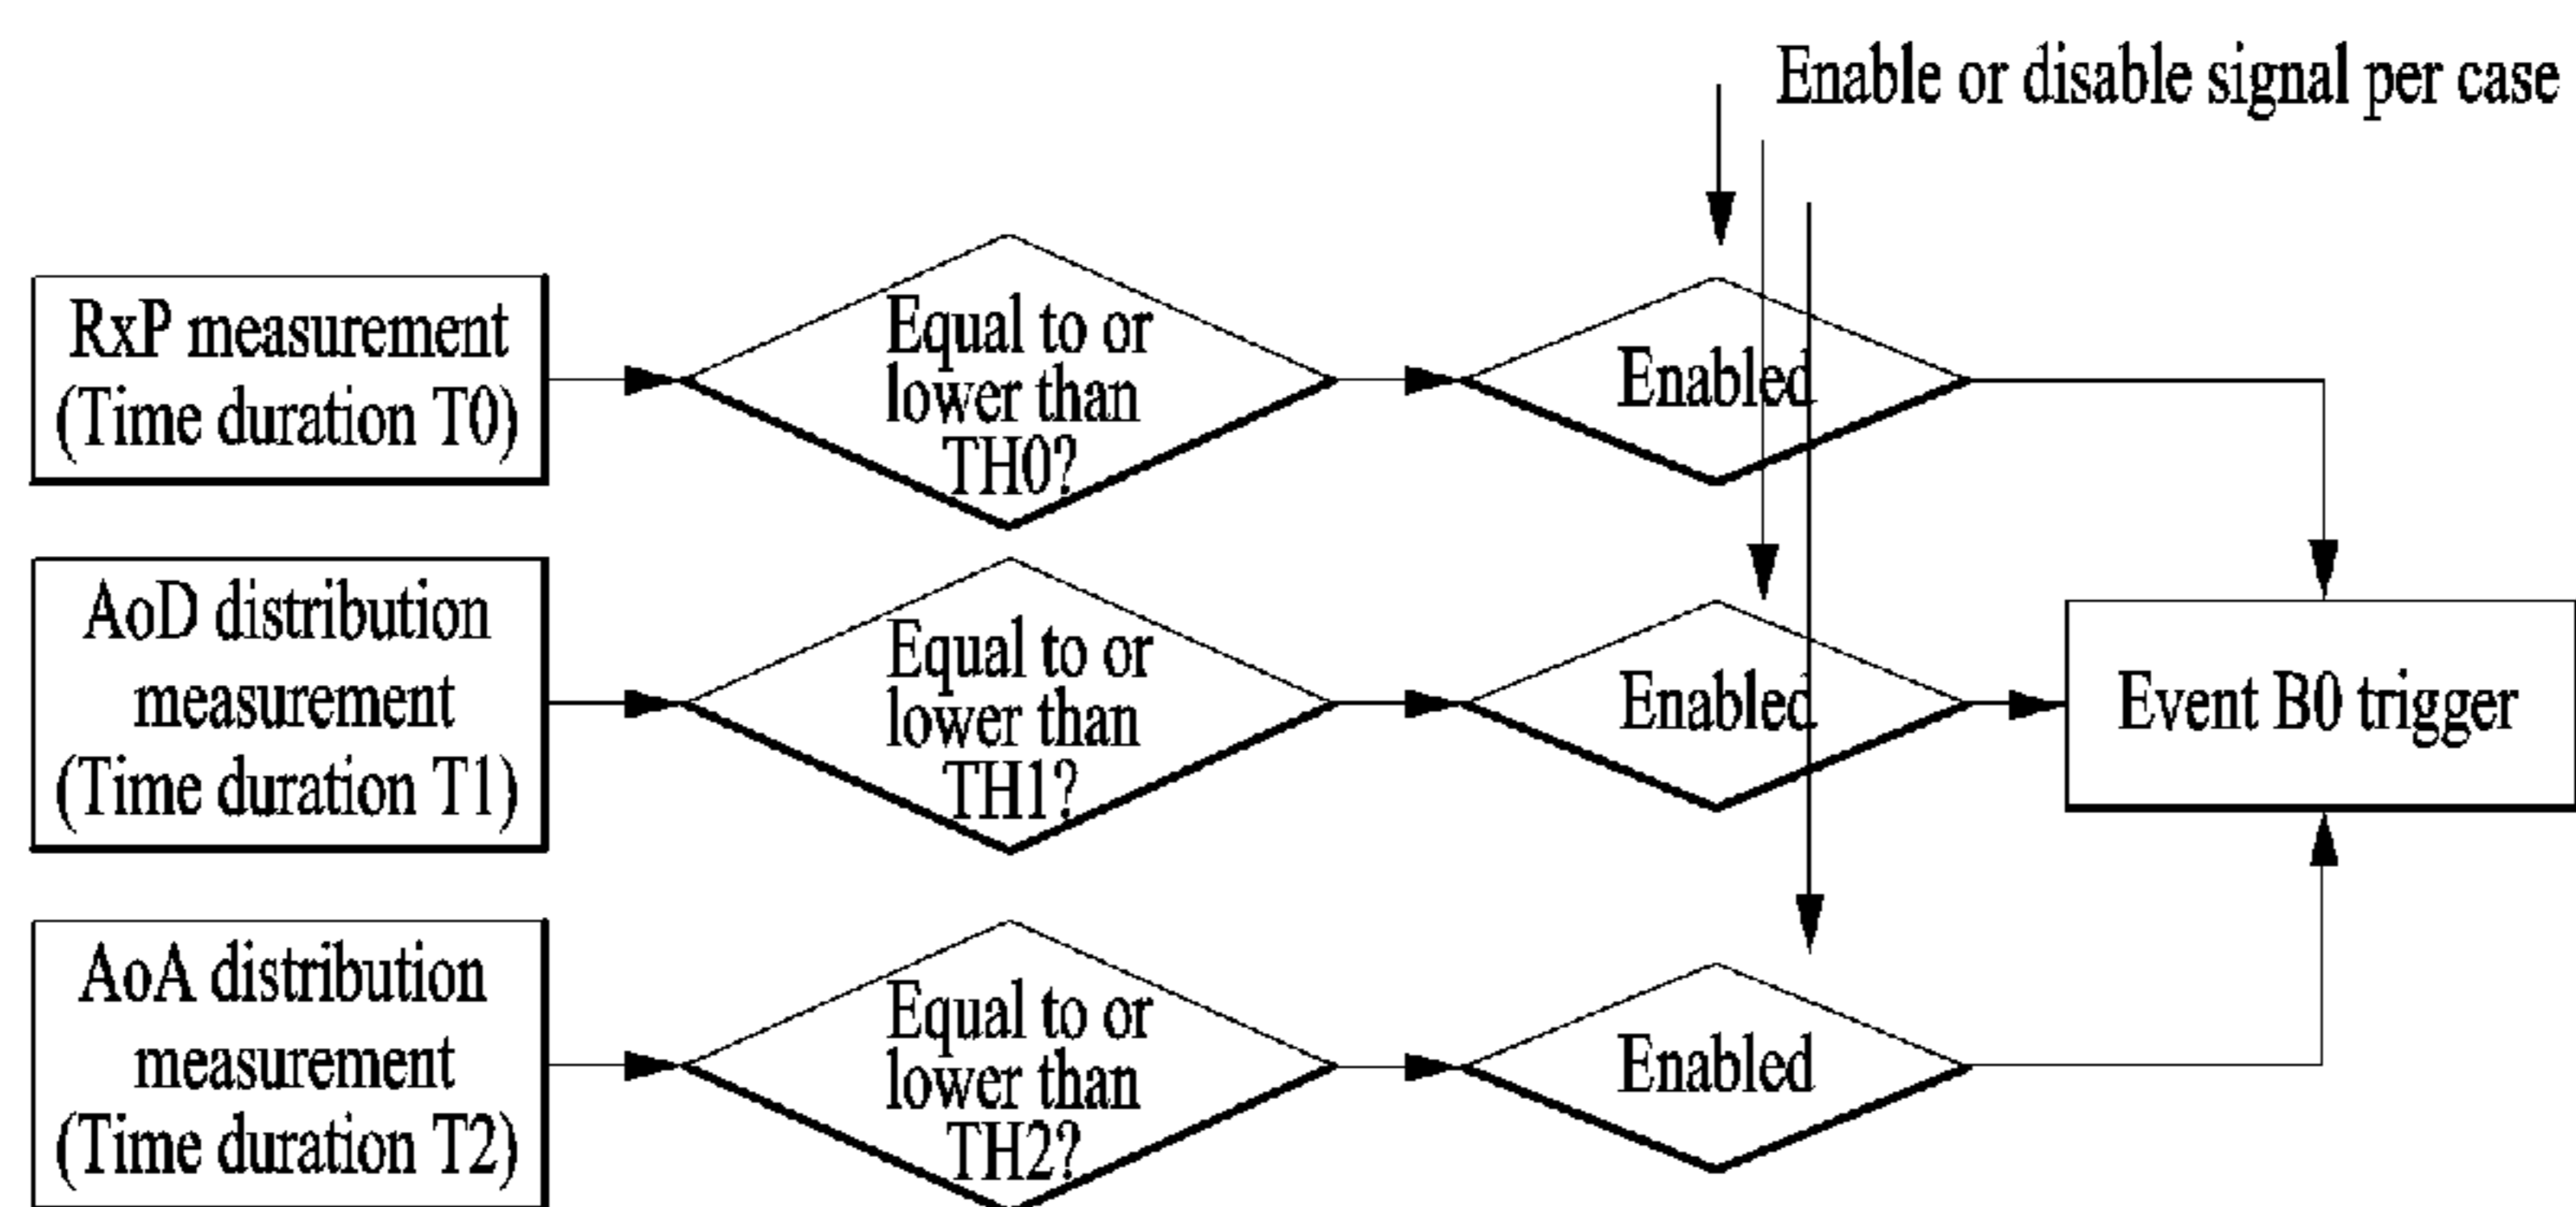 Enable or disable signal per case
RxP measurement
(Time duration T0)
Equal to or
lower than
TH0?
Enabled
AoD distribution
measurement
(Time duration T1)
Equal to or
lower than
TH1?
Enabled
Event B0 trigger
AoA distribution
measurement
(Time duration T2)
Equal to or
lower than
TH2?
Enabled